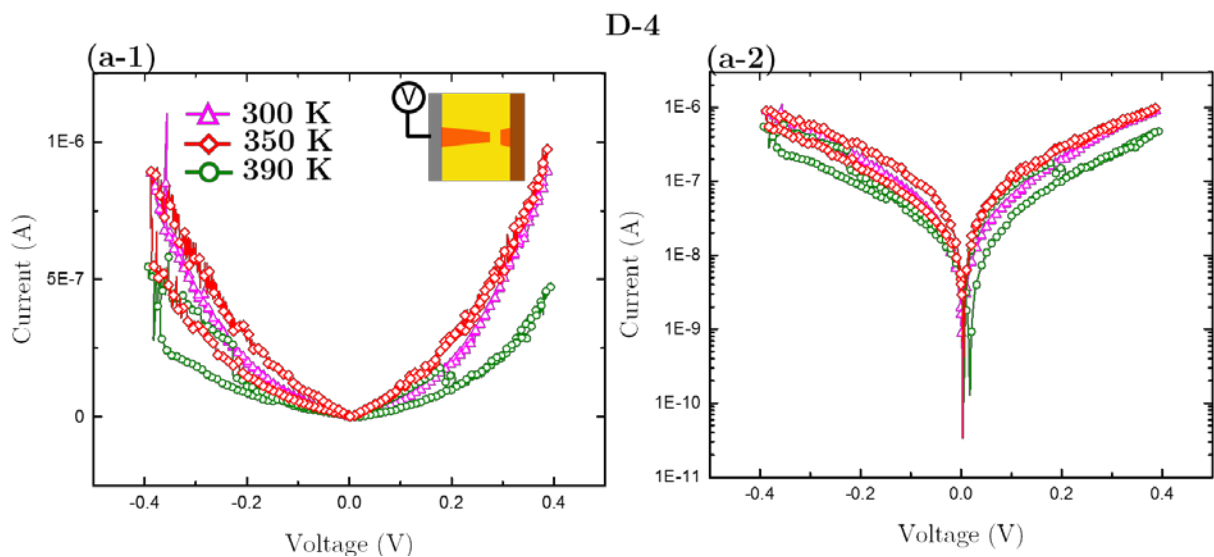 D-4
(a-1)
1E-6
5E-7
0
Current (A)
-0.4
-0.2
0.0
0.2
0.4
Voltage (V)
300 K
350 K
390 K
V
(a-2)
1E-6
1E-7
1E-8
1E-9
1E-10
1E-11
Current (A)
-0.4
-0.2
0.0
0.2
0.4
Voltage (V)